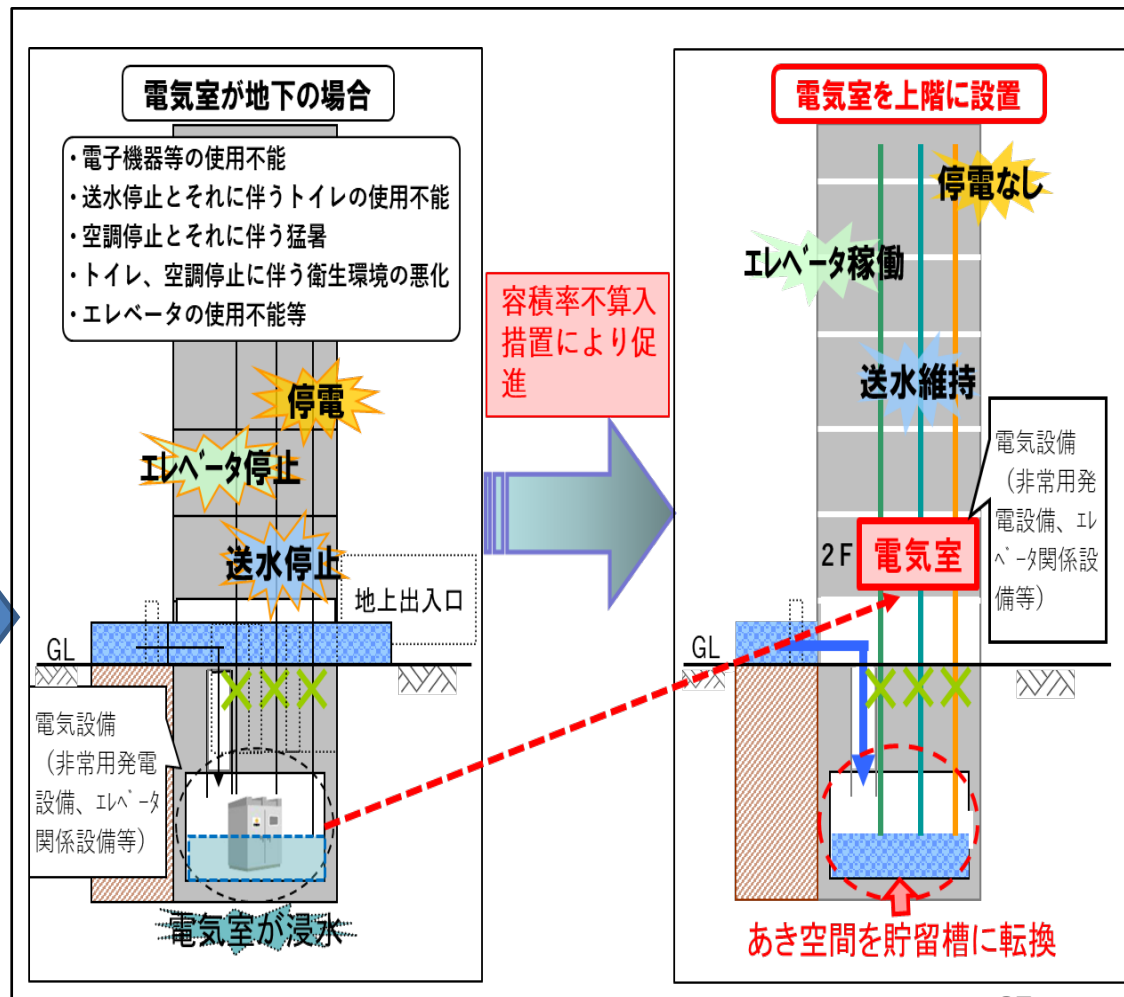 電気室が地下の場合
・電子機器等の使用不能
・送水停止とそれに伴うトイレの使用不能
・空調停止とそれに伴う猛暑
・トイレ、空調停止に伴う衛生環境の悪化
・エレベータの使用不能等
停電
エレベータ停止
送水停止
地上出入口
GL
電気設備
(非常用発電
設備、エレベータ
関係設備等)
電気室が浸水
容積率不算入
措置により促
進
電気室を上階に設置
停電なし
エレベータ稼働
送水維持
電気設備
(非常用発
電設備、エレ
ベータ関係設
備等)
2F
電気室
GL
あき空間を貯留槽に転換